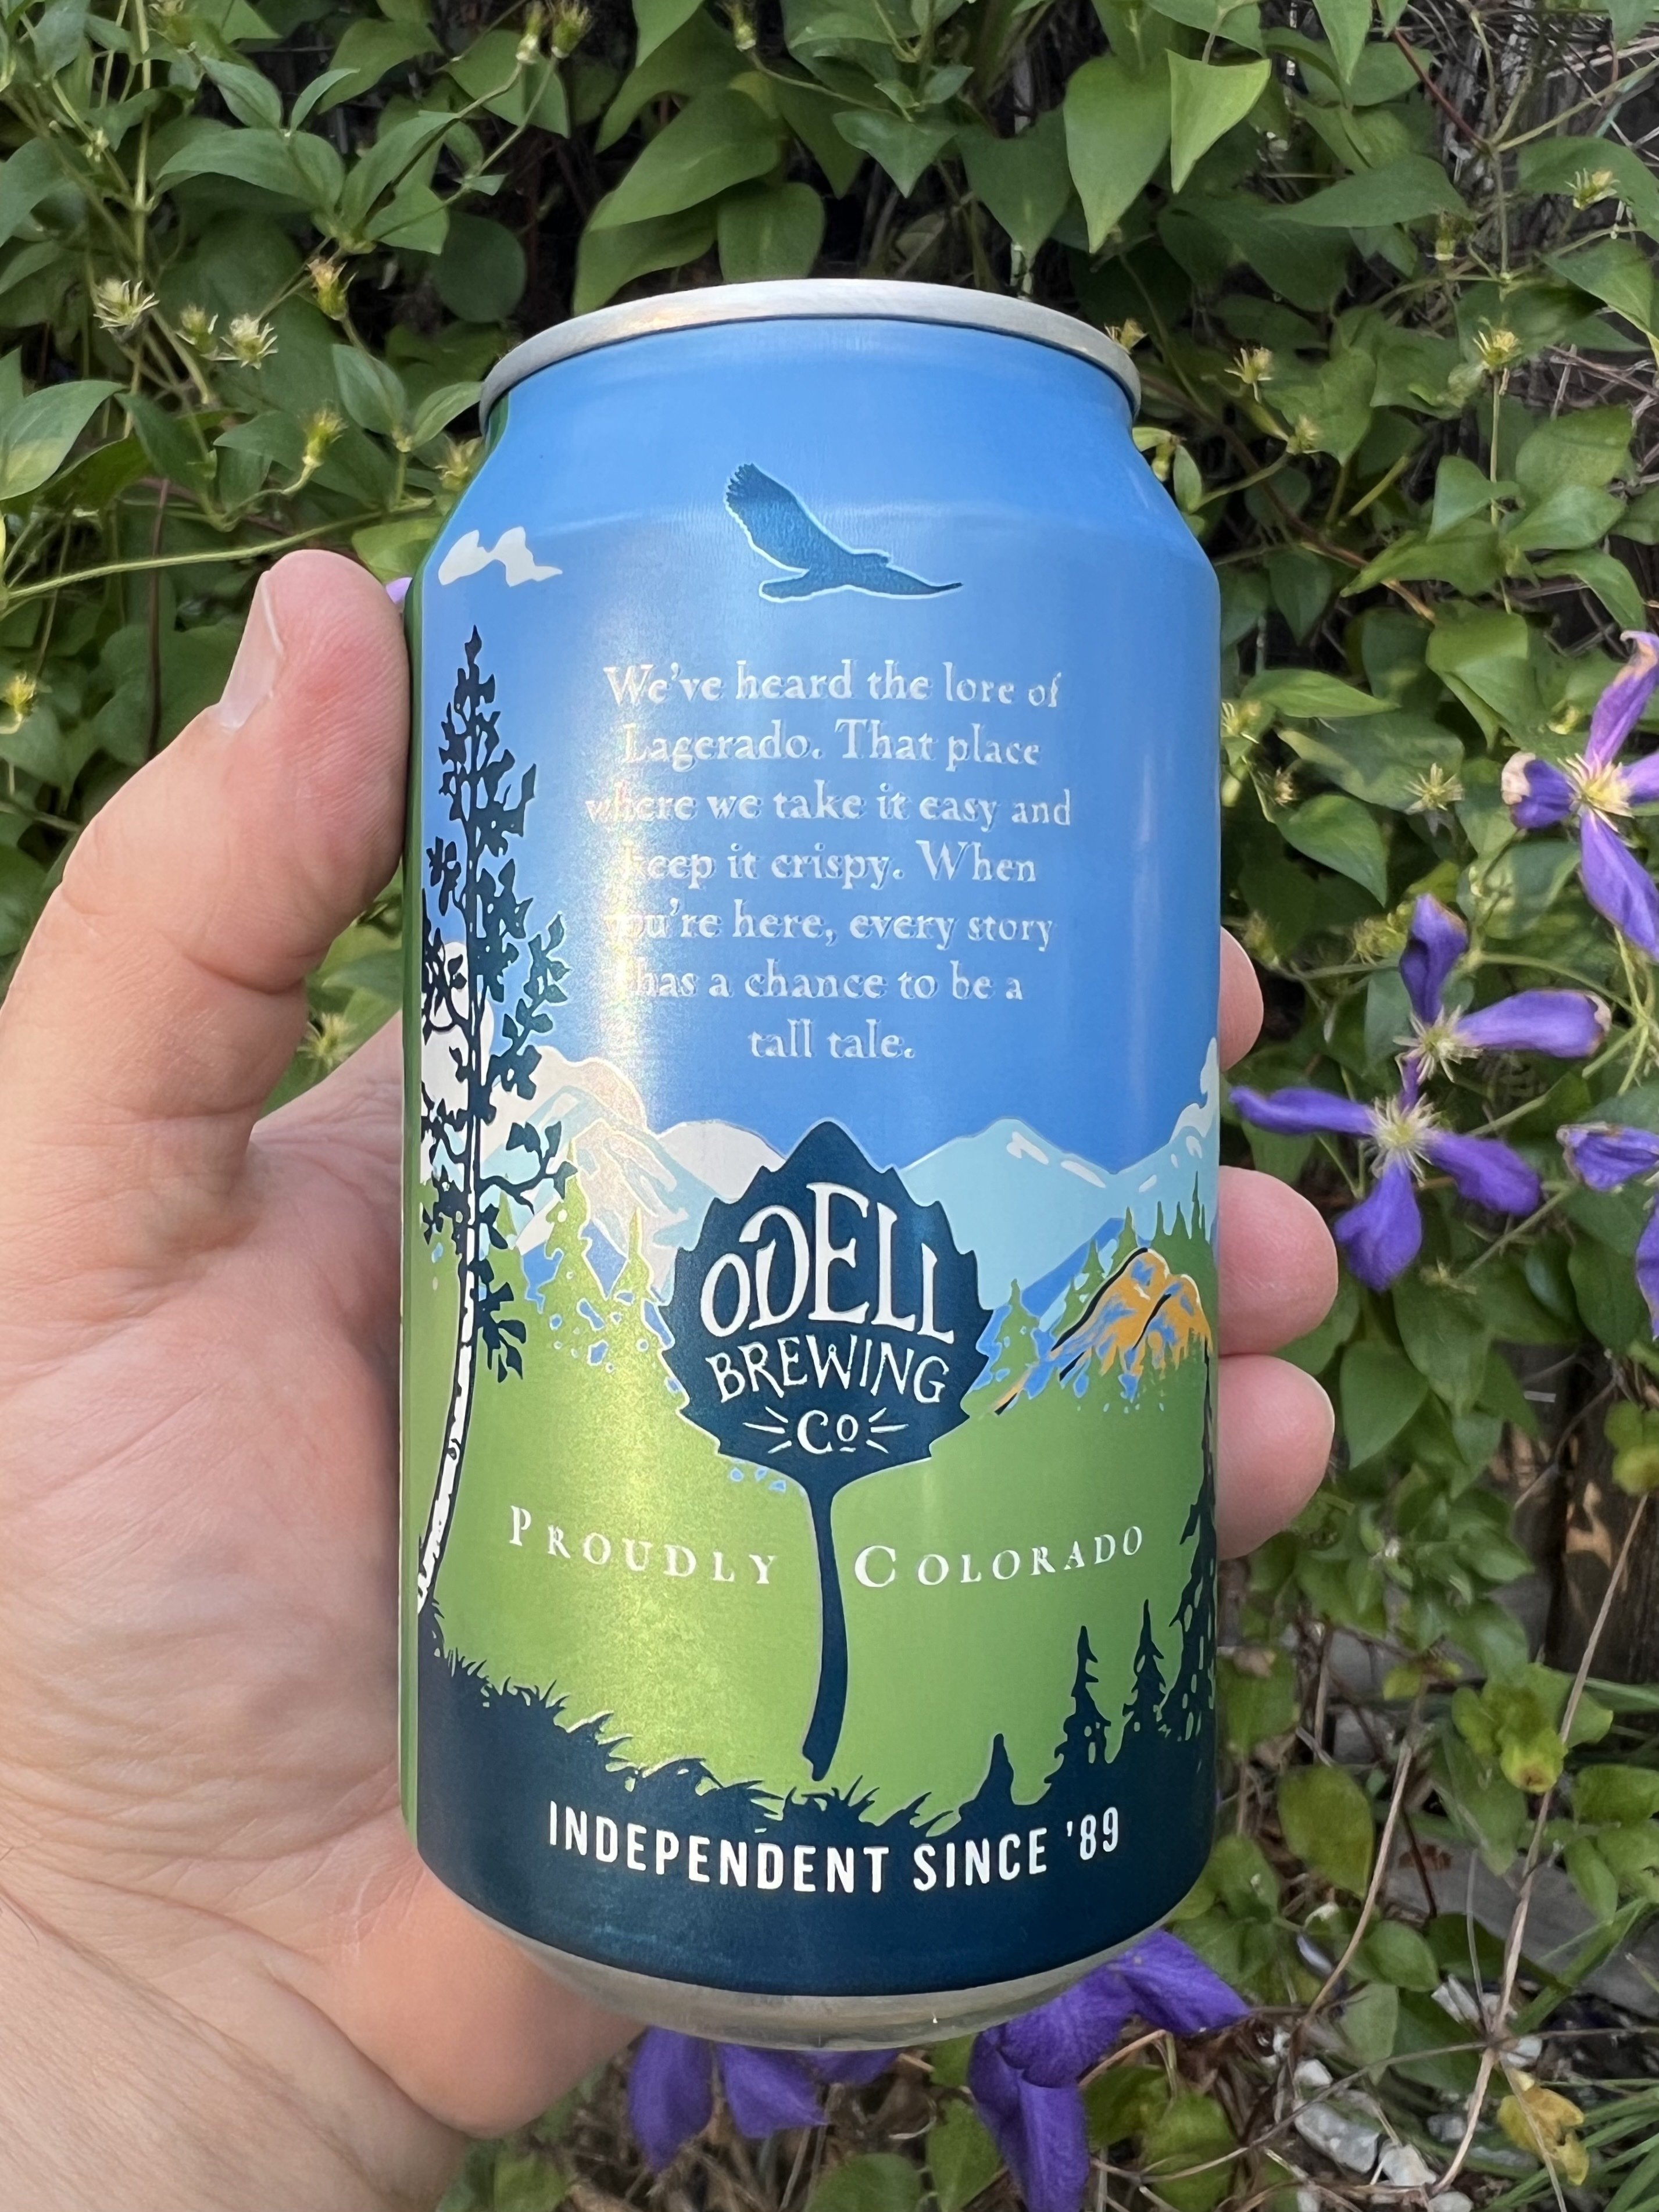 We've heard the lore of
Lagerado. That place
where we take it easy and
keep it crispy. When
you're here, every story
has a chance to be a
tall tale.
ODELL
BREWING
Co
PROUDLY COLORADO
INDEPENDENT SINCE '89